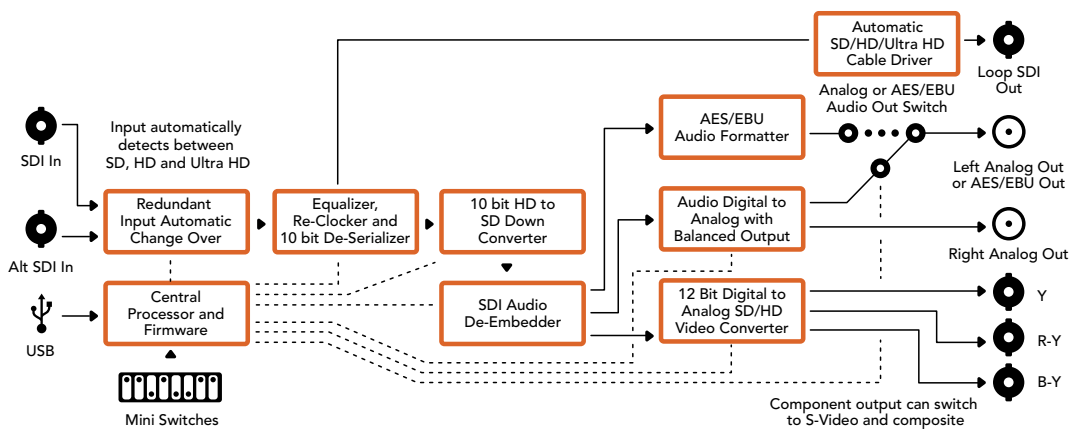 Automatic
SD/HD/Ultra HD
Cable Driver
Loop SDI
Out
Analog or AES/EBU
Audio Out Switch
SDI In
Input automatically
detects between
SD, HD and Ultra HD
AES/EBU
Audio Formatter
Left Analog Out
or AES/EBU Out
Alt SDI In
Redundant
Input Automatic
Change Over
Equalizer,
Re-Clocker and
10 bit De-Serializer
10 bit HD to
SD Down
Converter
Audio Digital to
Analog with
Balanced Output
Right Analog Out
USB
Central
Processor and
Firmware
SDI Audio
De-Embedder
12 Bit Digital to
Analog SD/HD
Video Converter
Y
R-Y
B-Y
Mini Switches
Component output can switch
to S-Video and composite